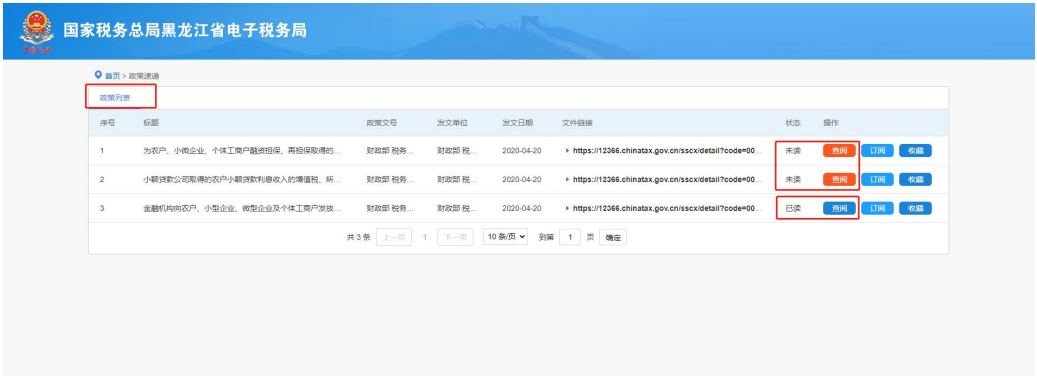 国家税务总局黑龙江省电子税务局
首页 > 政策速递
政策列表
序号 标题 政策文号 发文单位 发文日期 文件链接 状态 操作
1 为农户、小微企业、个体工商户融资担保、再担保取得的... 财政部 税务... 财政部 税... 2020-04-20 https://12366.chinatax.gov.cn/sscx/detail?code=00... 未读 查阅 订阅 收藏
2 小额贷款公司取得的农户小额贷款利息收入的增值税、所... 财政部 税务... 财政部 税... 2020-04-20 https://12366.chinatax.gov.cn/sscx/detail?code=00... 未读 查阅 订阅 收藏
3 金融机构向农户、小型企业、微型企业及个体工商户发放... 财政部 税务... 财政部 税... 2020-04-20 https://12366.chinatax.gov.cn/sscx/detail?code=00... 已读 查阅 订阅 收藏
共 3 条 上一页 1 下一页 10 条/页 到第 1 页 确定